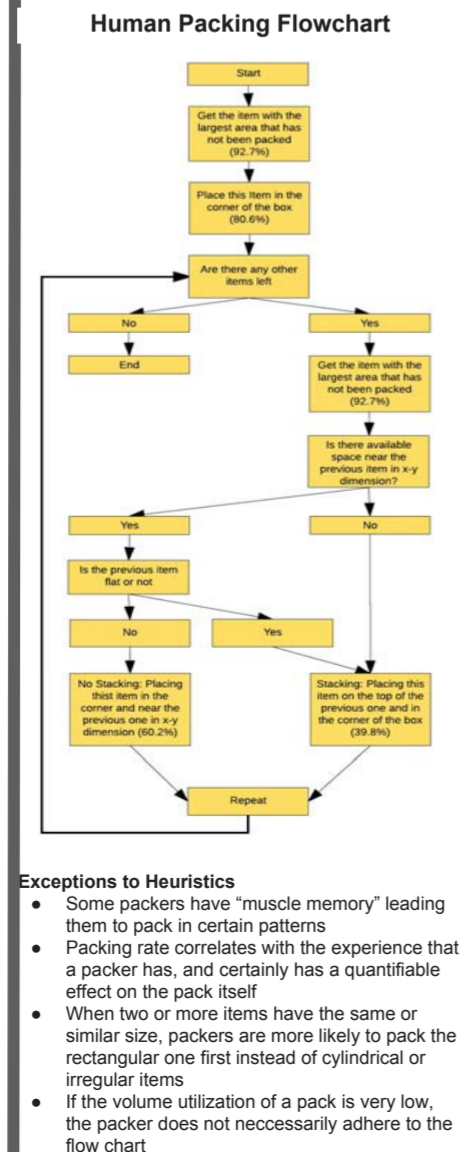 Human Packing Flowchart
Start
Get the item with the
largest area that has
not been packed
(92.7%)
Place this Item in the
corner of the box
(80.6%)
Are there any other
items left
No
Yes
End
Get the item with the
largest area that has
not been packed
(92.7%)
Is there available
space near the
previous item in x-y
dimension?
Yes
No
Is the previous item
flat or not
No
Yes
No Stacking: Placing
thist item in the
corner and near the
previous one in x-y
dimension (60.2%)
Stacking: Placing this
item on the top of the
previous one and in
the corner of the box
(39.8%)
Repeat
Exceptions to Heuristics
● Some packers have “muscle memory” leading
them to pack in certain patterns
● Packing rate correlates with the experience that
a packer has, and certainly has a quantifiable
effect on the pack itself
● When two or more items have the same or
similar size, packers are more likely to pack the
rectangular one first instead of cylindrical or
irregular items
● If the volume utilization of a pack is very low,
the packer does not neccessarily adhere to the
flow chart